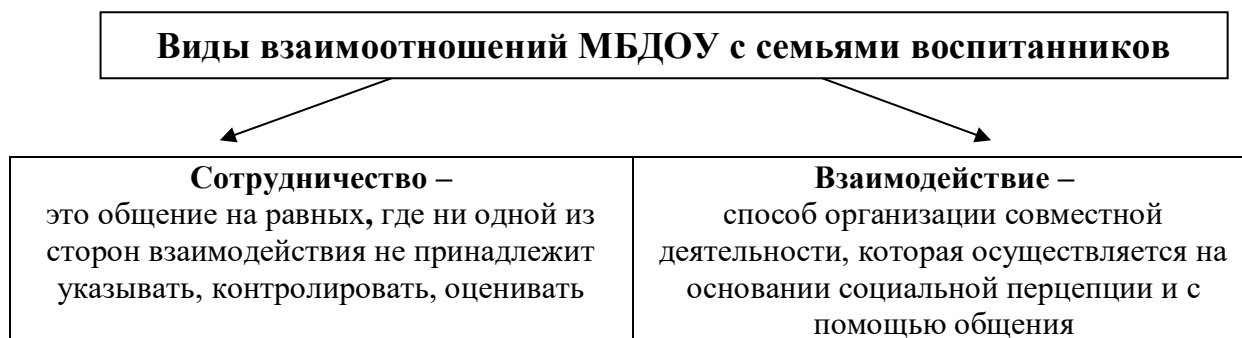 Виды взаимоотношений МБДОУ с семьями воспитанников
Сотрудничество –
это общение на равных, где ни одной из
сторон взаимодействия не принадлежит
указывать, контролировать, оценивать
Взаимодействие –
способ организации совместной
деятельности, которая осуществляется на
основании социальной перцепции и с
помощью общения